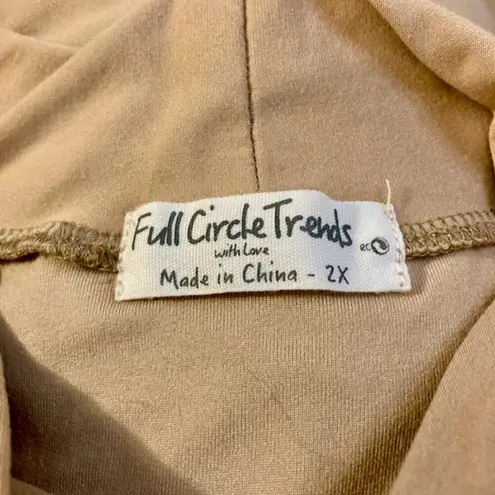 Full Circle Trends
with Love
Made in China - 2X